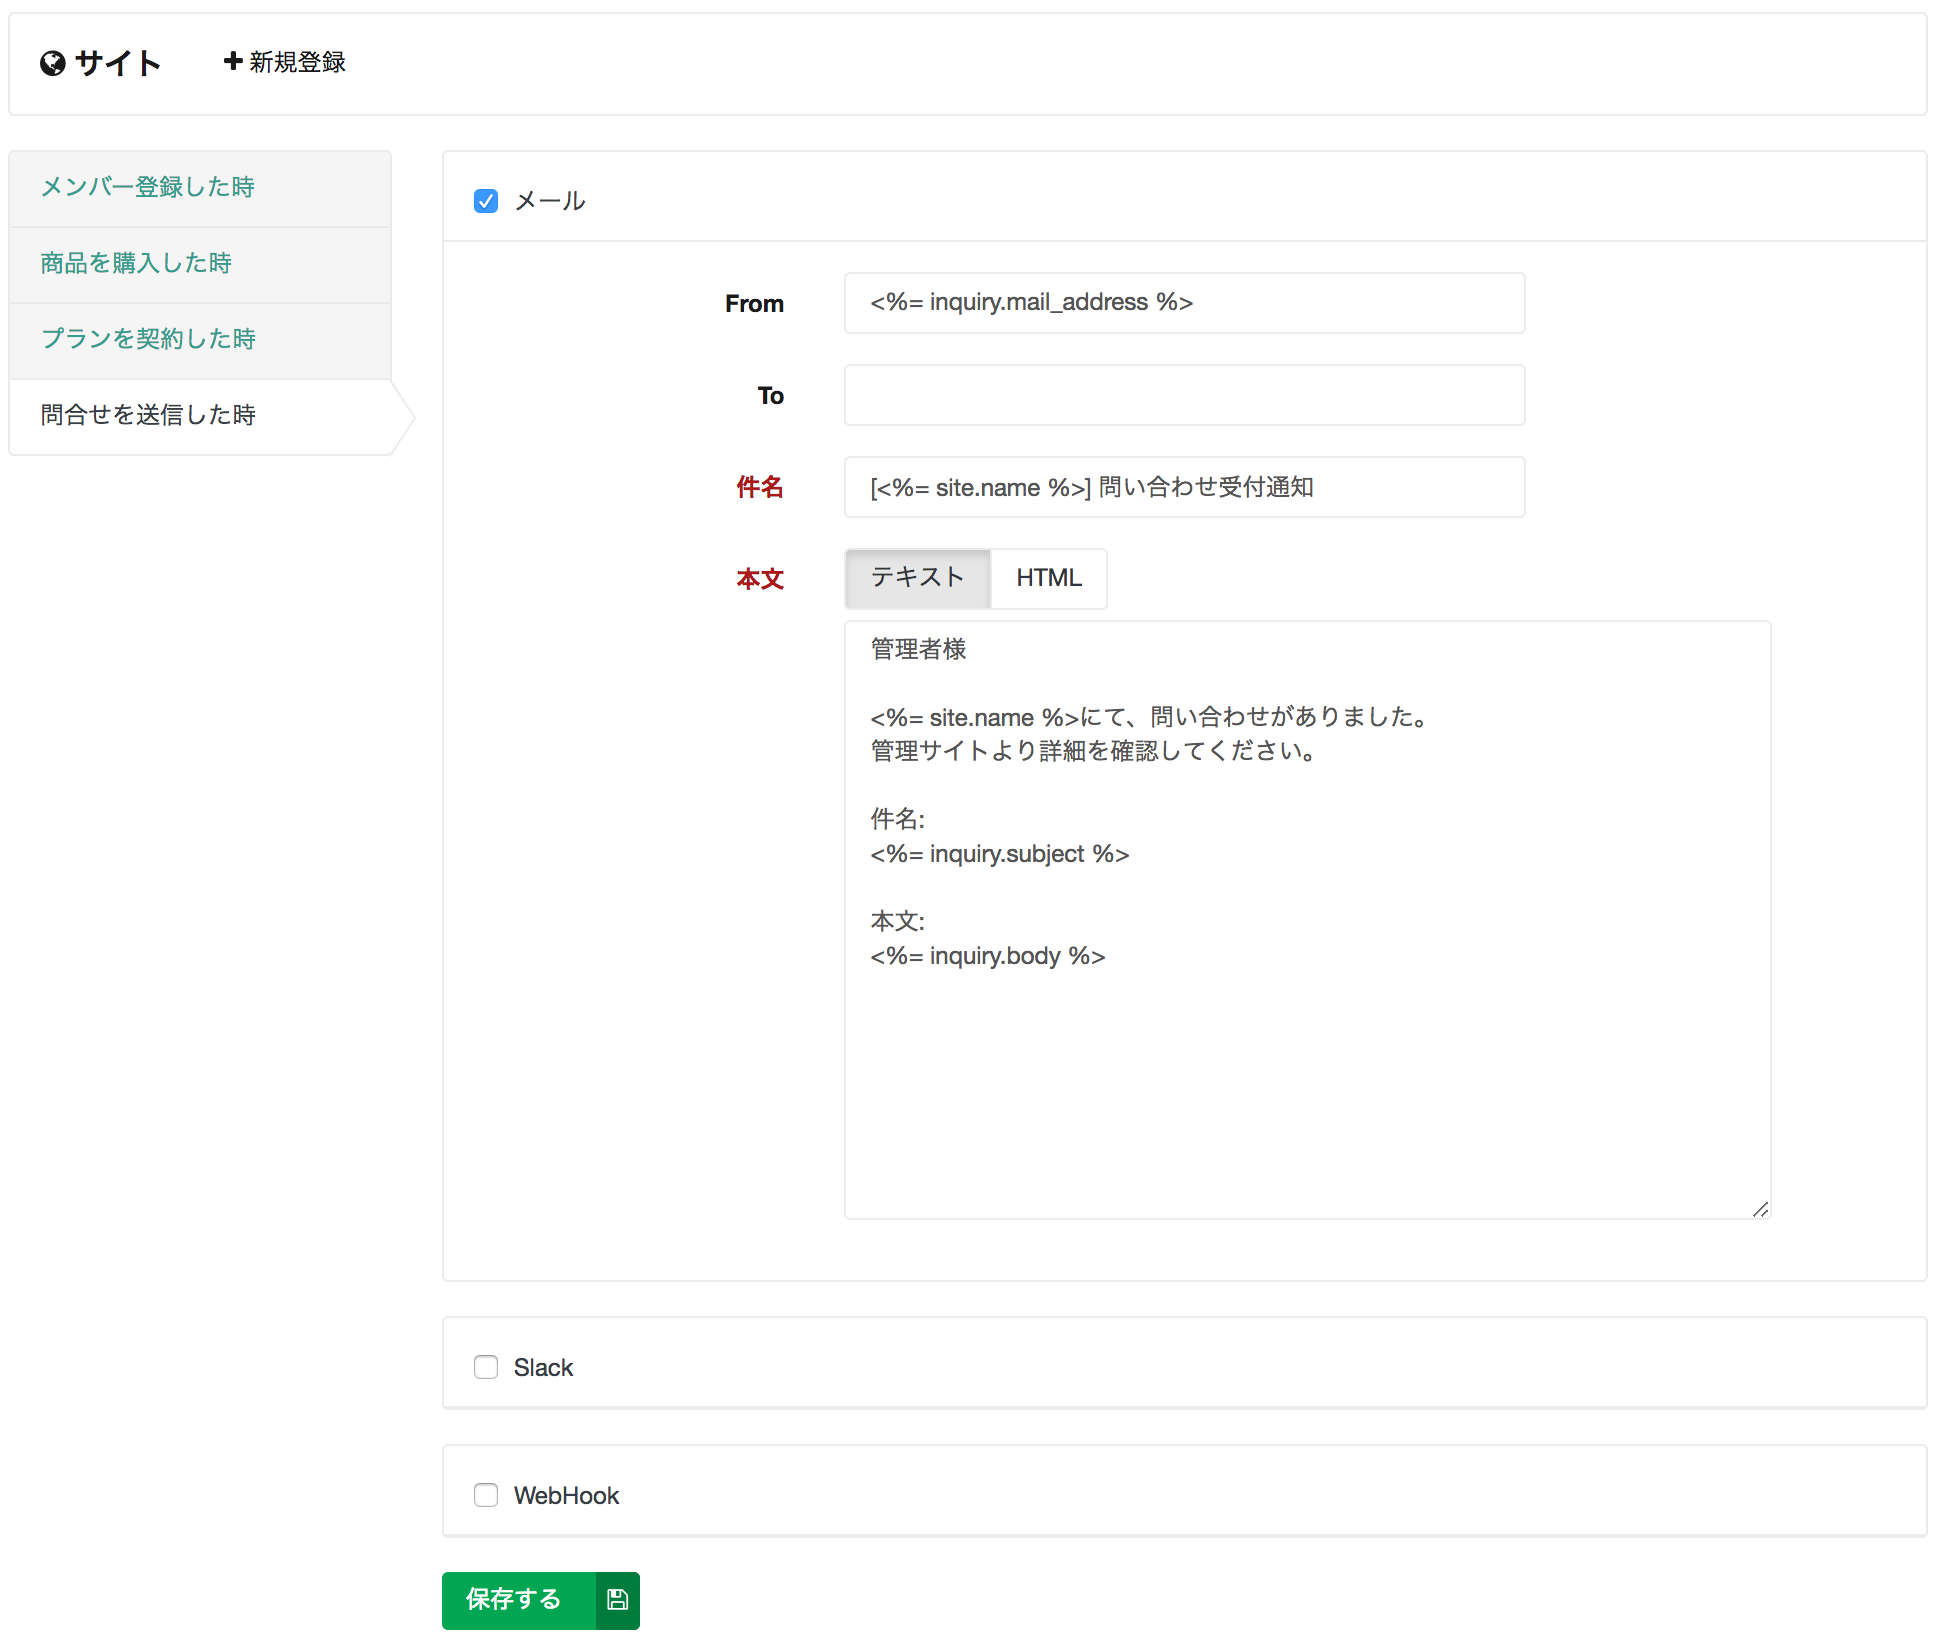 サイト
新規登録
メンバー登録した時
商品を購入した時
プランを契約した時
問合せを送信した時
メール
From
<%= inquiry.mail_address %>
To
件名
[<%= site.name %>] 問い合わせ受付通知
本文
テキスト
HTML
管理者様
<%= site.name %>にて、問い合わせがありました。
管理サイトより詳細を確認してください。
件名:
<%= inquiry.subject %>
本文:
<%= inquiry.body %>
Slack
WebHook
保存する